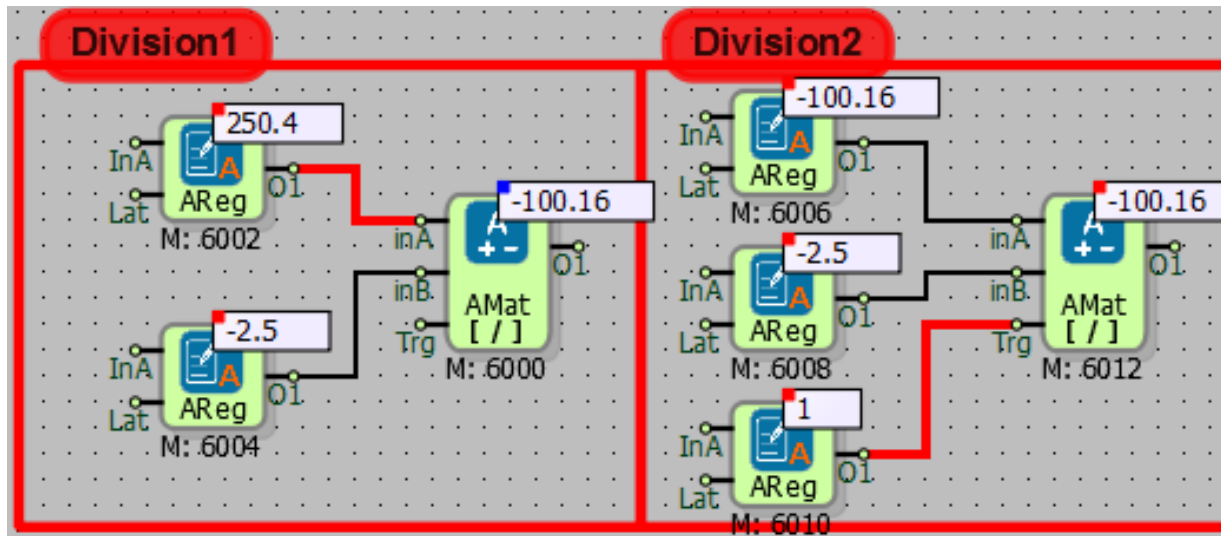 Division1
250.4
InA
Lat
A
AReg
O1
M: 6002
-2.5
InA
Lat
A
AReg
O1
M: 6004
-100.16
A
+ -
inA
inB
Trg
O1
AMat
[ / ]
M: 6000
Division2
-100.16
InA
Lat
A
AReg
O1
M: 6006
-2.5
InA
Lat
A
AReg
O1
M: 6008
1
InA
Lat
A
AReg
O1
M: 6010
-100.16
A
+ -
inA
inB
Trg
O1
AMat
[ / ]
M: 6012